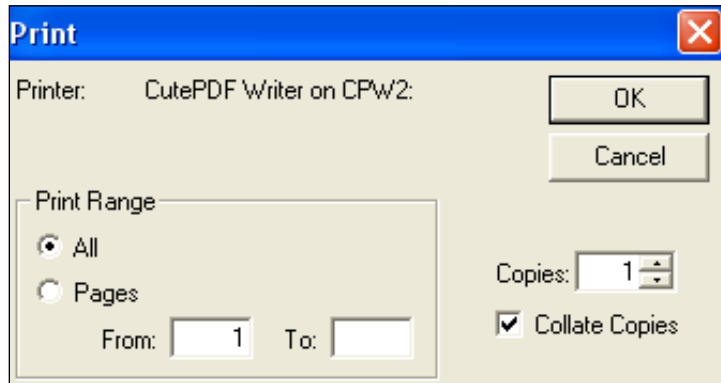 Print
Printer: CutePDF Writer on CPW2:
OK
Cancel
Print Range
All
Pages
From: 1 To:
Copies: 1
Collate Copies